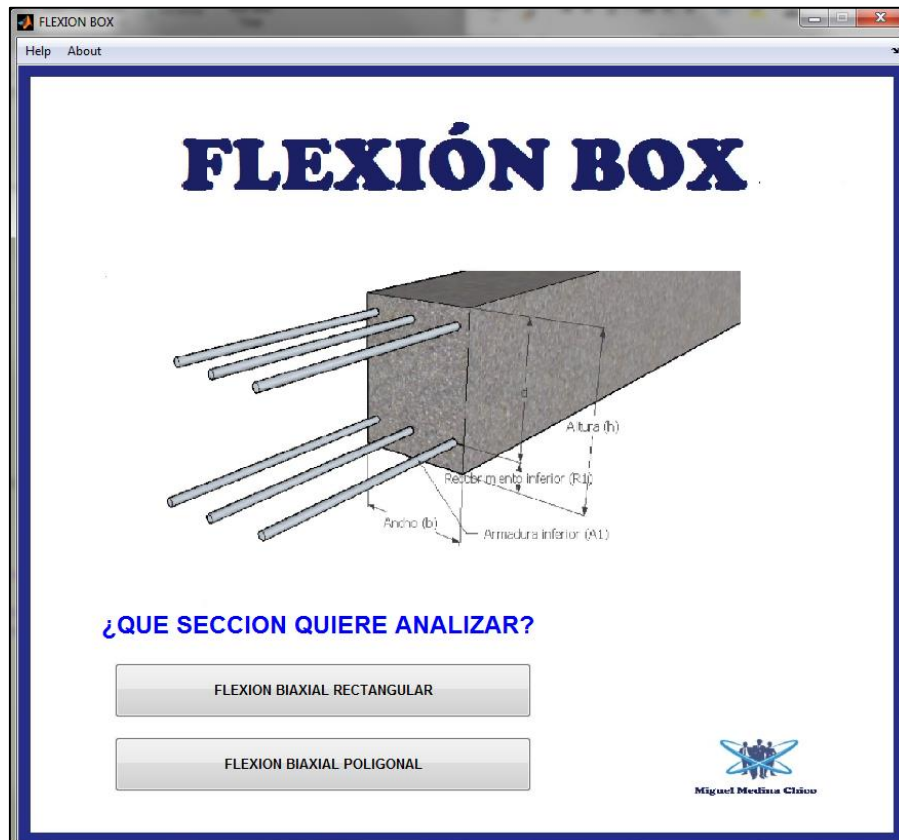 FLEXION BOX
Help About
FLEXIÓN BOX
d
Altura (h)
Recubrimiento inferior (R1)
Ancho (b)
Armadura inferior (A1)
¿QUE SECCION QUIERE ANALIZAR?
FLEXION BIAXIAL RECTANGULAR
FLEXION BIAXIAL POLIGONAL
Miguel Medina Chico